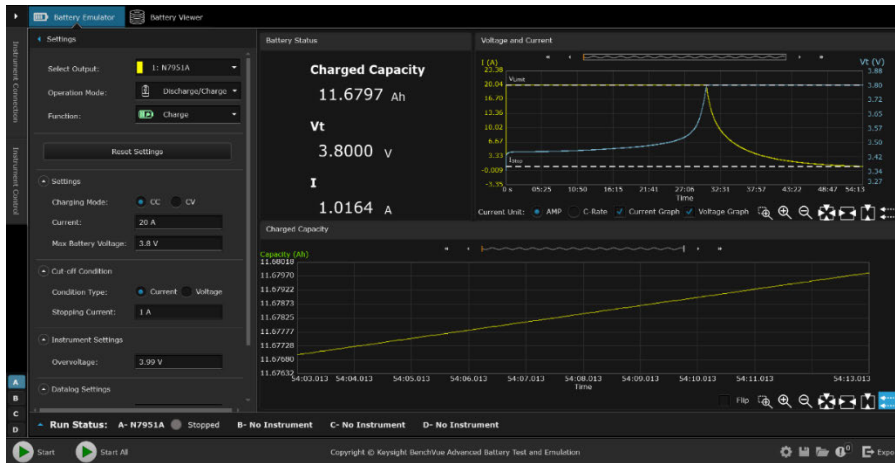 Battery Emulator
Battery Viewer
Instrument Connection
Instrument Control
Settings
Select Output: 1: N7951A
Operation Mode: Discharge/Charge
Function: Charge
Reset Settings
Settings
Charging Mode: CC CV
Current: 20 A
Max Battery Voltage: 3.8 V
Cut-off Condition
Condition Type: Current Voltage
Stopping Current: 1 A
Instrument Settings
Overvoltage: 3.99 V
Datalog Settings
Battery Status
Charged Capacity
11.6797 Ah
Vt
3.8000 V
I
1.0164 A
Voltage and Current
I (A)
Vt (V)
23.38
20.04
16.70
13.36
10.02
6.67
3.33
-0.009
-3.35
3.88
3.80
3.72
3.65
3.57
3.50
3.42
3.34
3.27
VLimit
IStop
0 s 05:25 10:50 16:15 21:41 27:06 32:31 37:57 43:22 48:47 54:13
Time
Current Unit: AMP C-Rate Current Graph Voltage Graph
Charged Capacity
Capacity (Ah)
11.68018
11.67970
11.67922
11.67873
11.67825
11.67777
11.67728
11.67680
11.67632
54:03.013 54:04.013 54:05.013 54:06.013 54:07.013 54:08.013 54:09.013 54:10.013 54:11.013 54:13.013
Time
Flip
A
B
C
D
Run Status: A- N7951A Stopped B- No Instrument C- No Instrument D- No Instrument
Start
Start All
Copyright © Keysight BenchVue Advanced Battery Test and Emulation
0
Expo